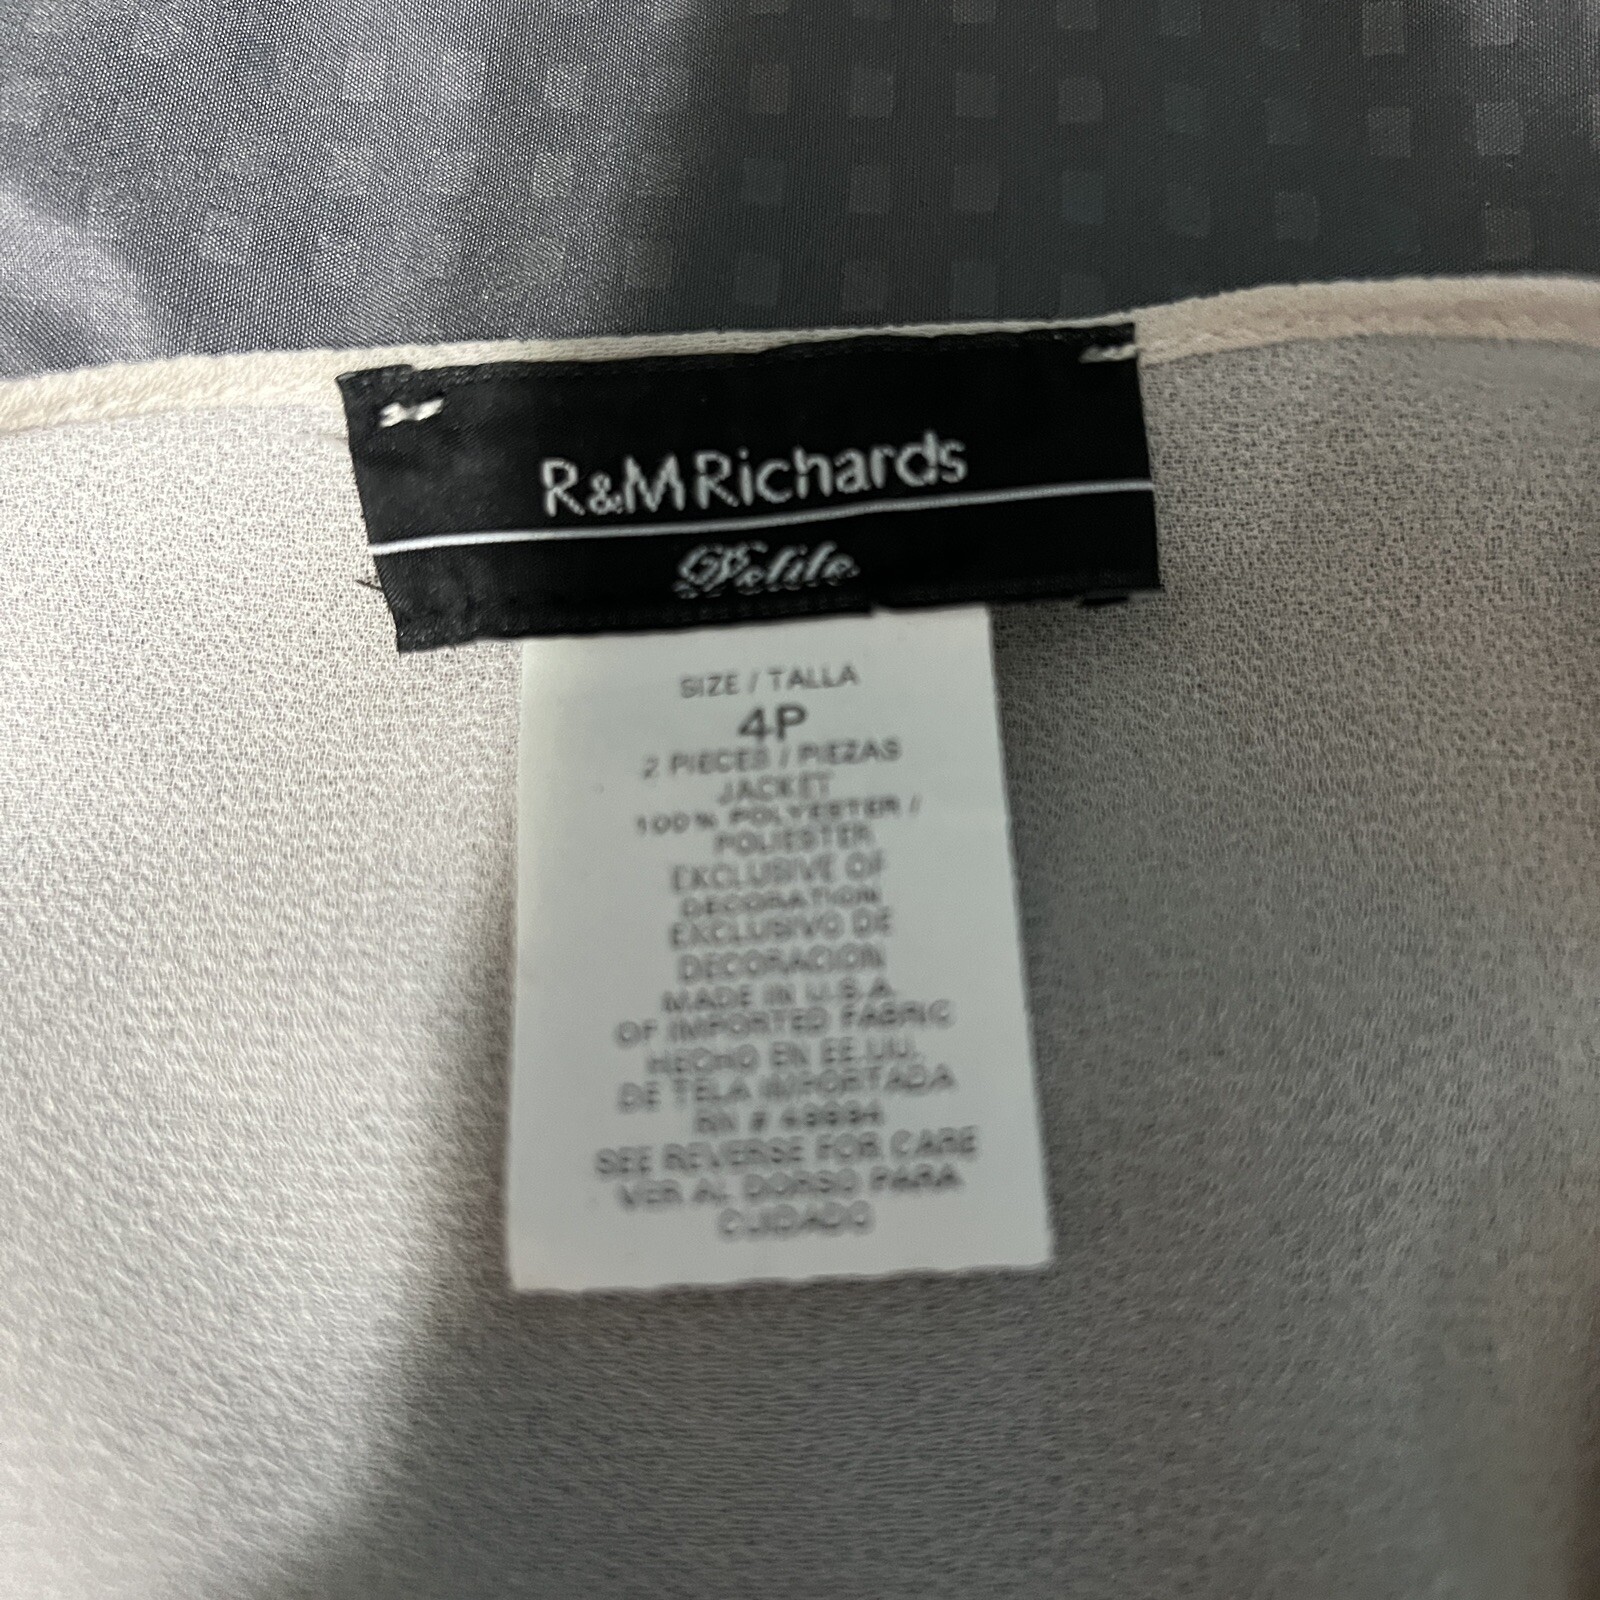 R&M Richards
Petite
SIZE / TALLA
4P
2 PIECES / PIEZAS
JACKET
100% POLYESTER /
POLIESTER
EXCLUSIVE OF
DECORATION
EXCLUSIVO DE
DECORACION
MADE IN U.S.A.
OF IMPORTED FABRIC
HECHO EN EE.UU.
DE TELA IMPORTADA
RN #
SEE REVERSE FOR CARE
VER AL DORSO PARA
CUIDADO